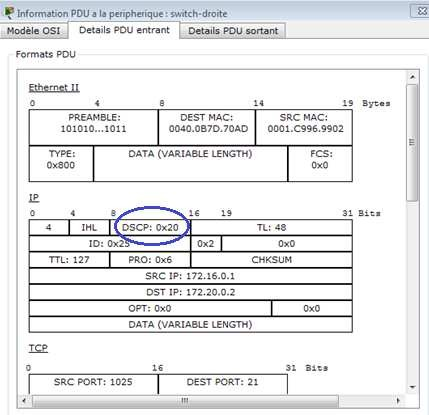 Information PDU a la peripherique : switch-droite
Modèle OSI Details PDU entrant Details PDU sortant
Formats PDU
Ethernet II
0 4 8 14 19 Bytes
PREAMBLE: 101010...1011 DEST MAC: 0040.0B7D.70AD SRC MAC: 0001.C996.9902
TYPE: 0x800 DATA (VARIABLE LENGTH) FCS: 0x0
IP
0 4 8 16 19 31 Bits
4 IHL DSCP: 0x20 TL: 48
ID: 0x25 0x2 0x0
TTL: 127 PRO: 0x6 CHKSUM
SRC IP: 172.16.0.1
DST IP: 172.20.0.2
OPT: 0x0 0x0
DATA (VARIABLE LENGTH)
TCP
0 16 31 Bits
SRC PORT: 1025 DEST PORT: 21